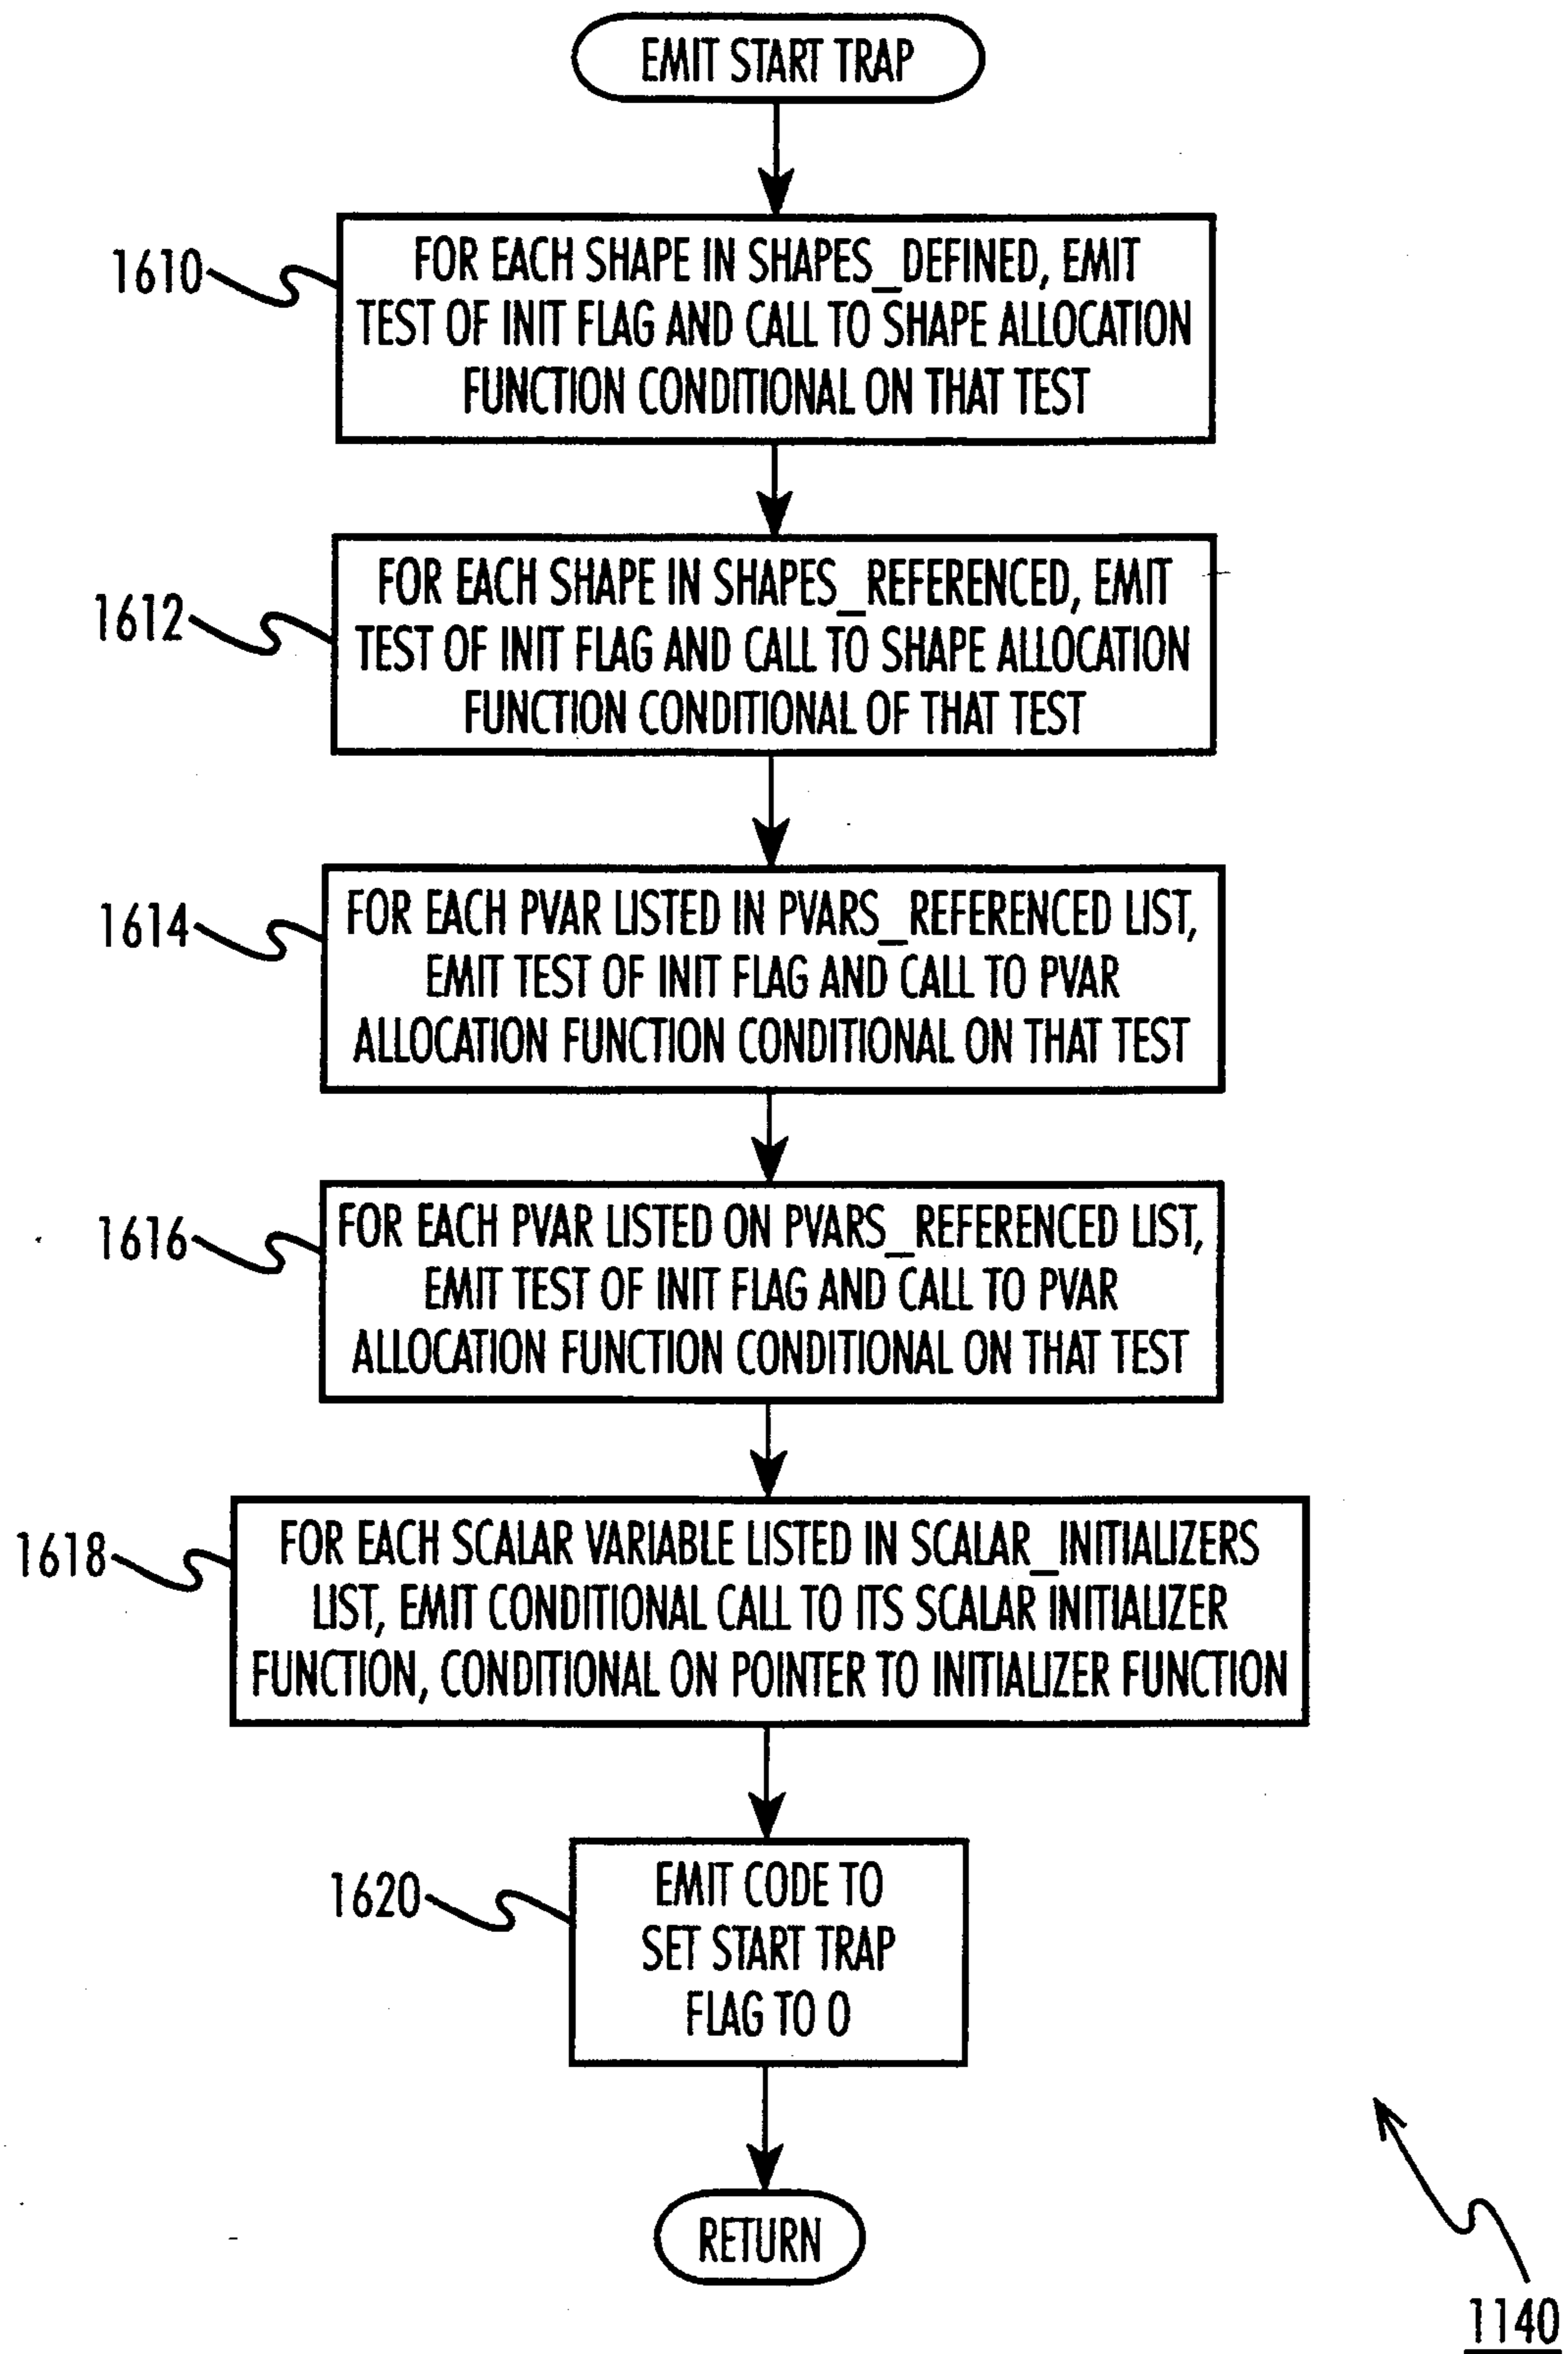 EMIT START TRAP
1610
FOR EACH SHAPE IN SHAPES_DEFINED, EMIT
TEST OF INIT FLAG AND CALL TO SHAPE ALLOCATION
FUNCTION CONDITIONAL ON THAT TEST
1612
FOR EACH SHAPE IN SHAPES_REFERENCED, EMIT
TEST OF INIT FLAG AND CALL TO SHAPE ALLOCATION
FUNCTION CONDITIONAL OF THAT TEST
1614
FOR EACH PVAR LISTED IN PVARS_REFERENCED LIST,
EMIT TEST OF INIT FLAG AND CALL TO PVAR
ALLOCATION FUNCTION CONDITIONAL ON THAT TEST
1616
FOR EACH PVAR LISTED ON PVARS_REFERENCED LIST,
EMIT TEST OF INIT FLAG AND CALL TO PVAR
ALLOCATION FUNCTION CONDITIONAL ON THAT TEST
1618
FOR EACH SCALAR VARIABLE LISTED IN SCALAR_INITIALIZERS
LIST, EMIT CONDITIONAL CALL TO ITS SCALAR INITIALIZER
FUNCTION, CONDITIONAL ON POINTER TO INITIALIZER FUNCTION
1620
EMIT CODE TO
SET START TRAP
FLAG TO 0
RETURN
1140